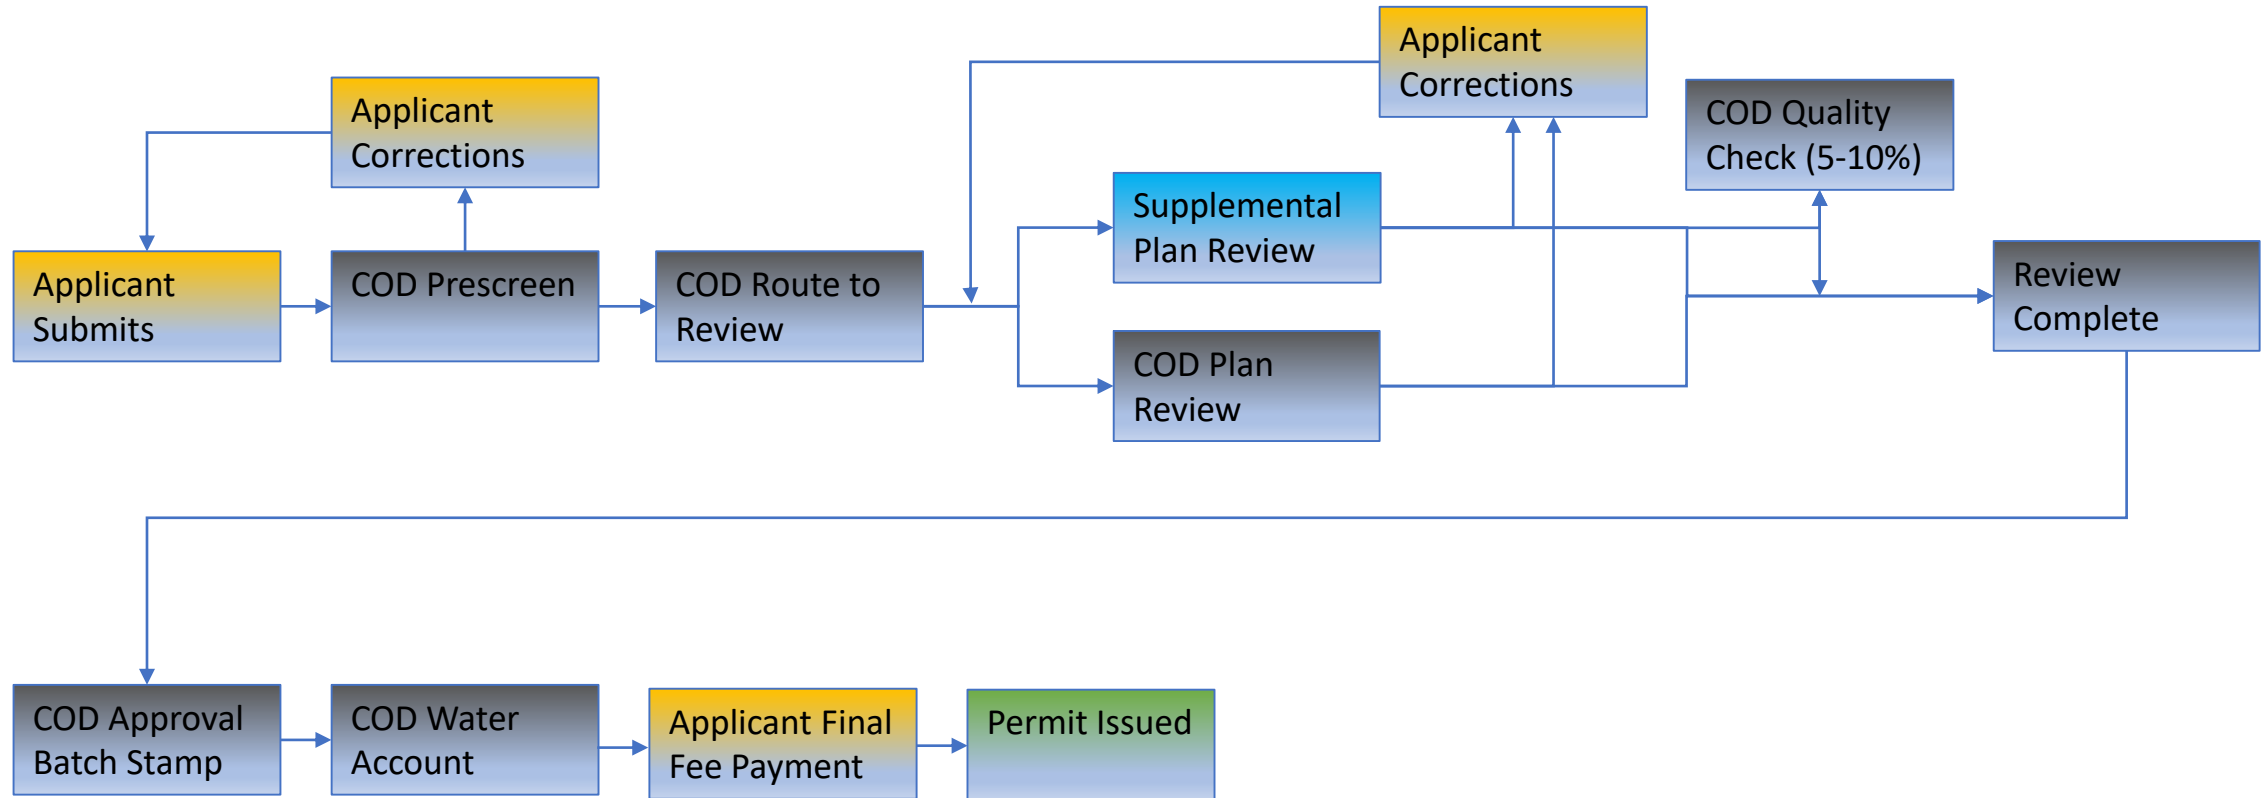 Applicant
Corrections
Applicant
Corrections
COD Quality
Check (5-10%)
Supplemental
Plan Review
Applicant
Submits
COD Prescreen
COD Route to
Review
Review
Complete
COD Plan
Review
COD Approval
Batch Stamp
COD Water
Account
Applicant Final
Fee Payment
Permit Issued